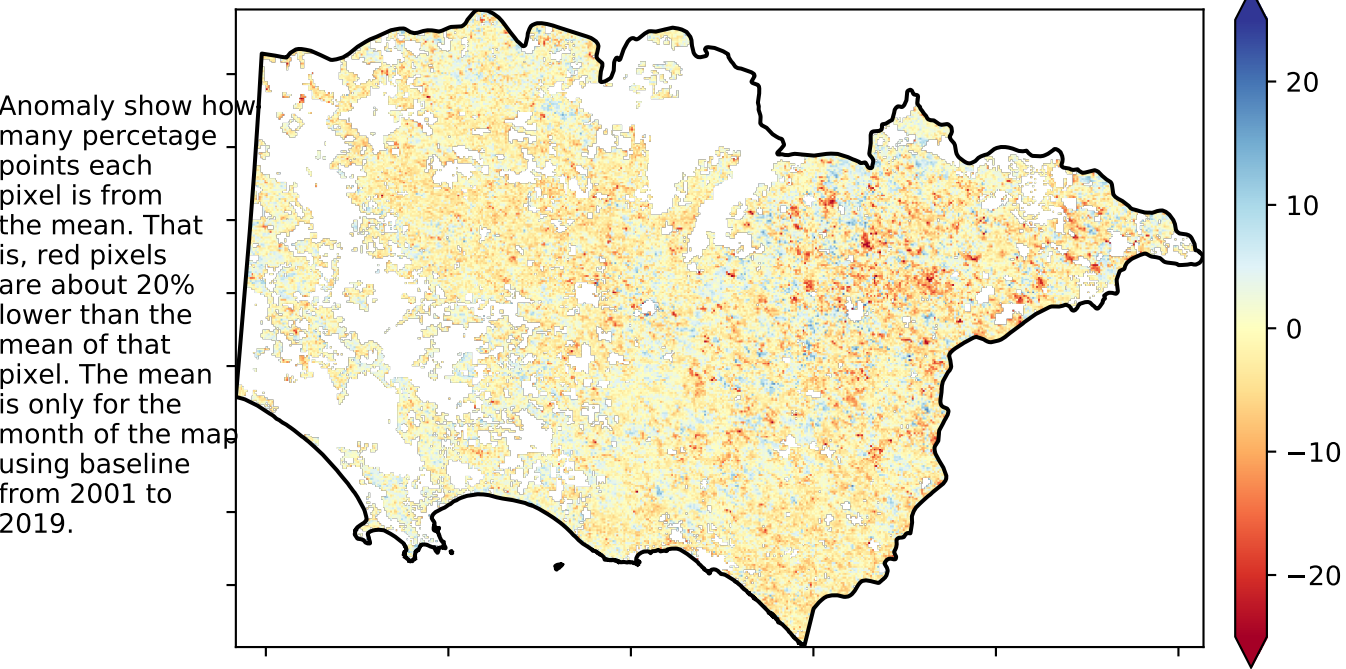 Anomaly show how
many percetage
points each
pixel is from
the mean. That
is, red pixels
are about 20%
lower than the
mean of that
pixel. The mean
is only for the
month of the map
using baseline
from 2001 to
2019.
20
10
0
−10
−20